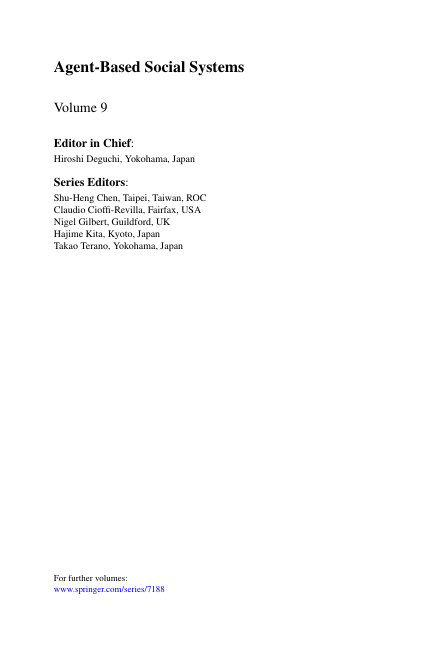 Agent-Based Social Systems
Volume 9
Editor in Chief:
Hiroshi Deguchi, Yokohama, Japan
Series Editors:
Shu-Heng Chen, Taipei, Taiwan, ROC
Claudio Cioffi-Revilla, Fairfax, USA
Nigel Gilbert, Guildford, UK
Hajime Kita, Kyoto, Japan
Takao Terano, Yokohama, Japan
For further volumes:
www.springer.com/series/7188